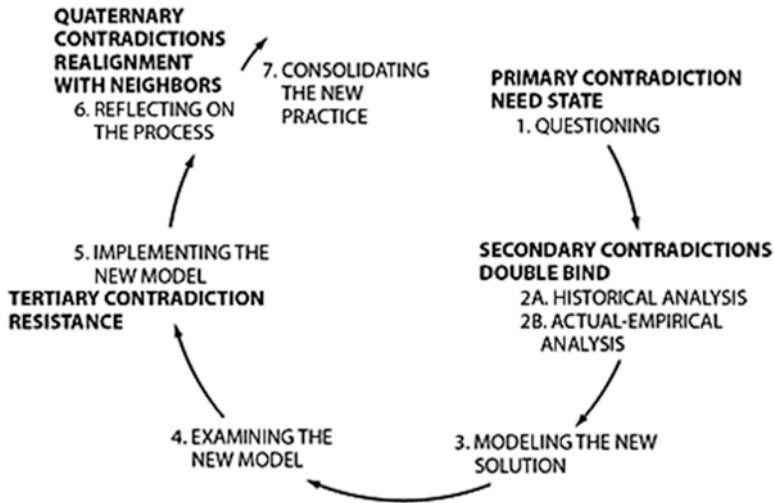 QUATERNARY
CONTRADICTIONS
REALIGNMENT
WITH NEIGHBORS
6. REFLECTING ON
THE PROCESS
7. CONSOLIDATING
THE NEW
PRACTICE
PRIMARY CONTRADICTION
NEED STATE
1. QUESTIONING
SECONDARY CONTRADICTIONS
DOUBLE BIND
2A. HISTORICAL ANALYSIS
2B. ACTUAL-EMPIRICAL
ANALYSIS
5. IMPLEMENTING THE
NEW MODEL
TERTIARY CONTRADICTION
RESISTANCE
4. EXAMINING THE
NEW MODEL
3. MODELING THE NEW
SOLUTION